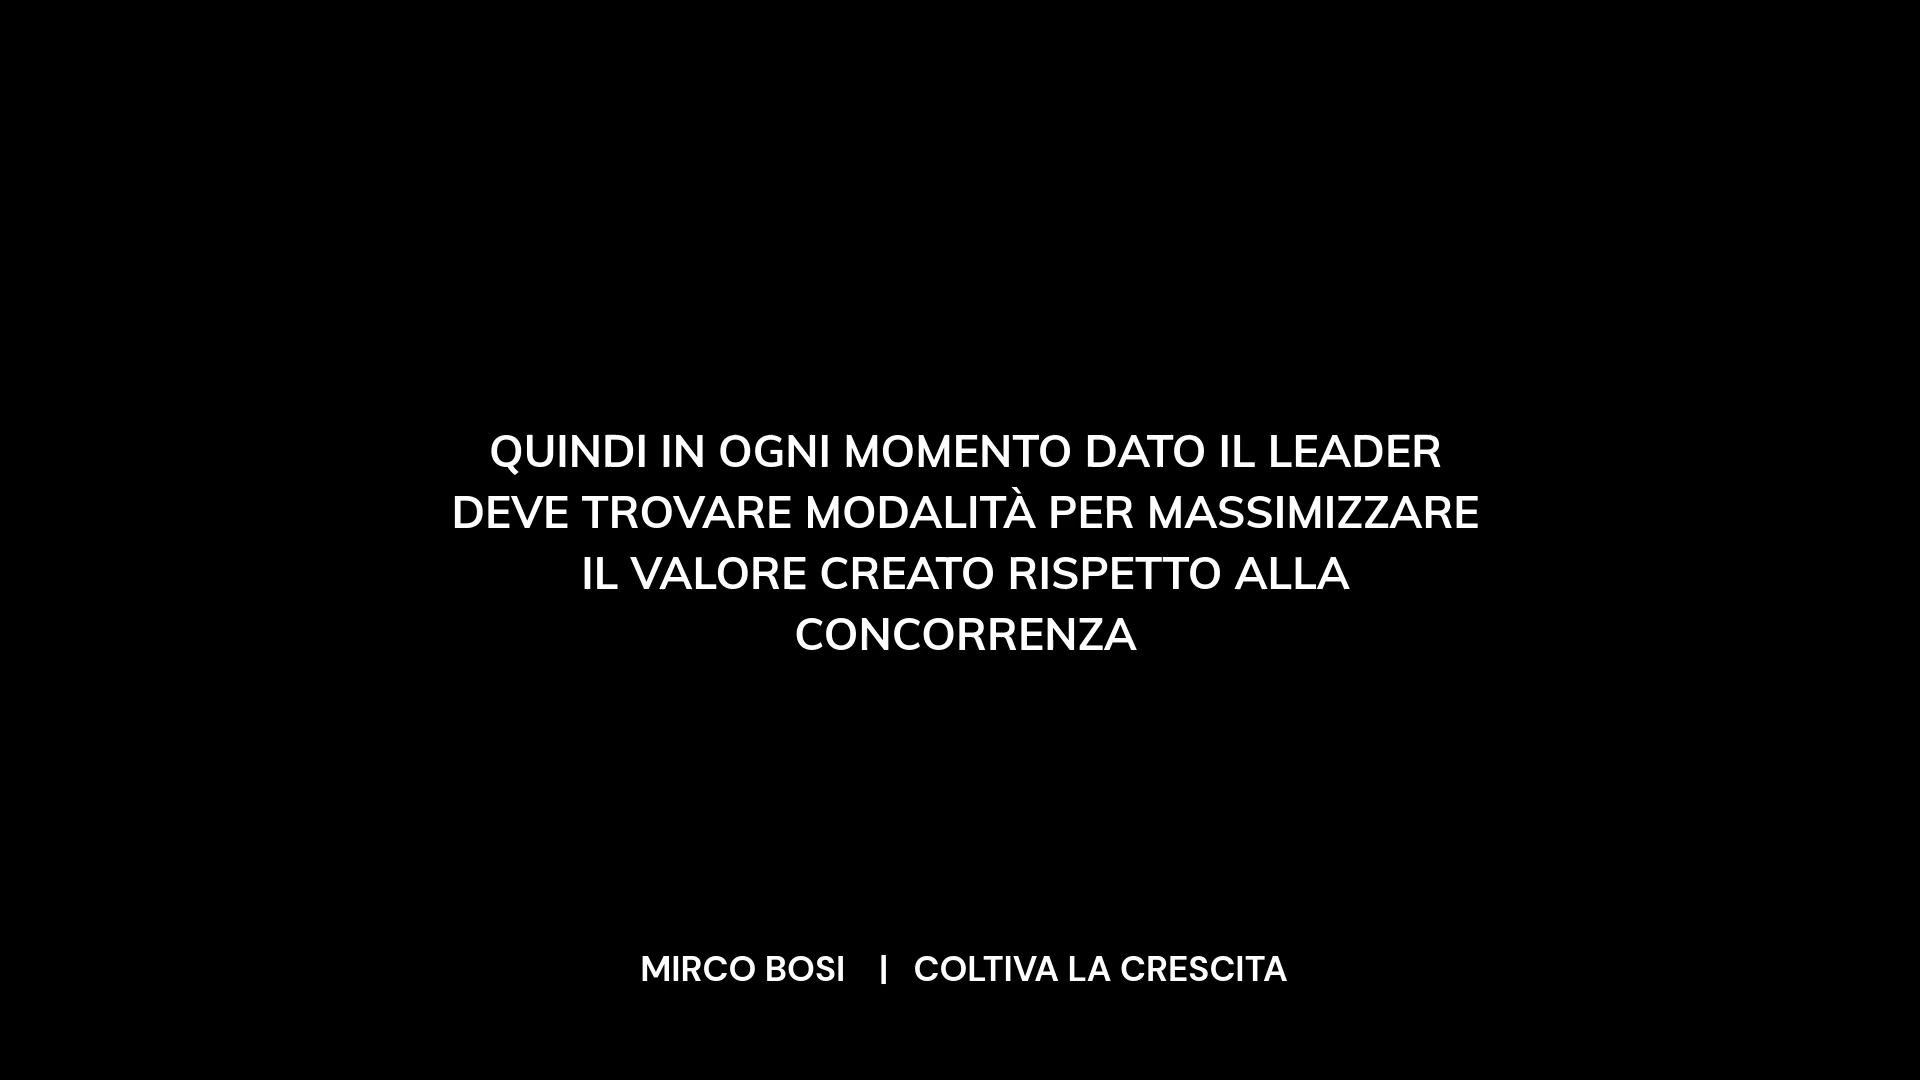 QUINDI IN OGNI MOMENTO DATO IL LEADER
DEVE TROVARE MODALITÀ PER MASSIMIZZARE
IL VALORE CREATO RISPETTO ALLA
CONCORRENZA
MIRCO BOSI | COLTIVA LA CRESCITA